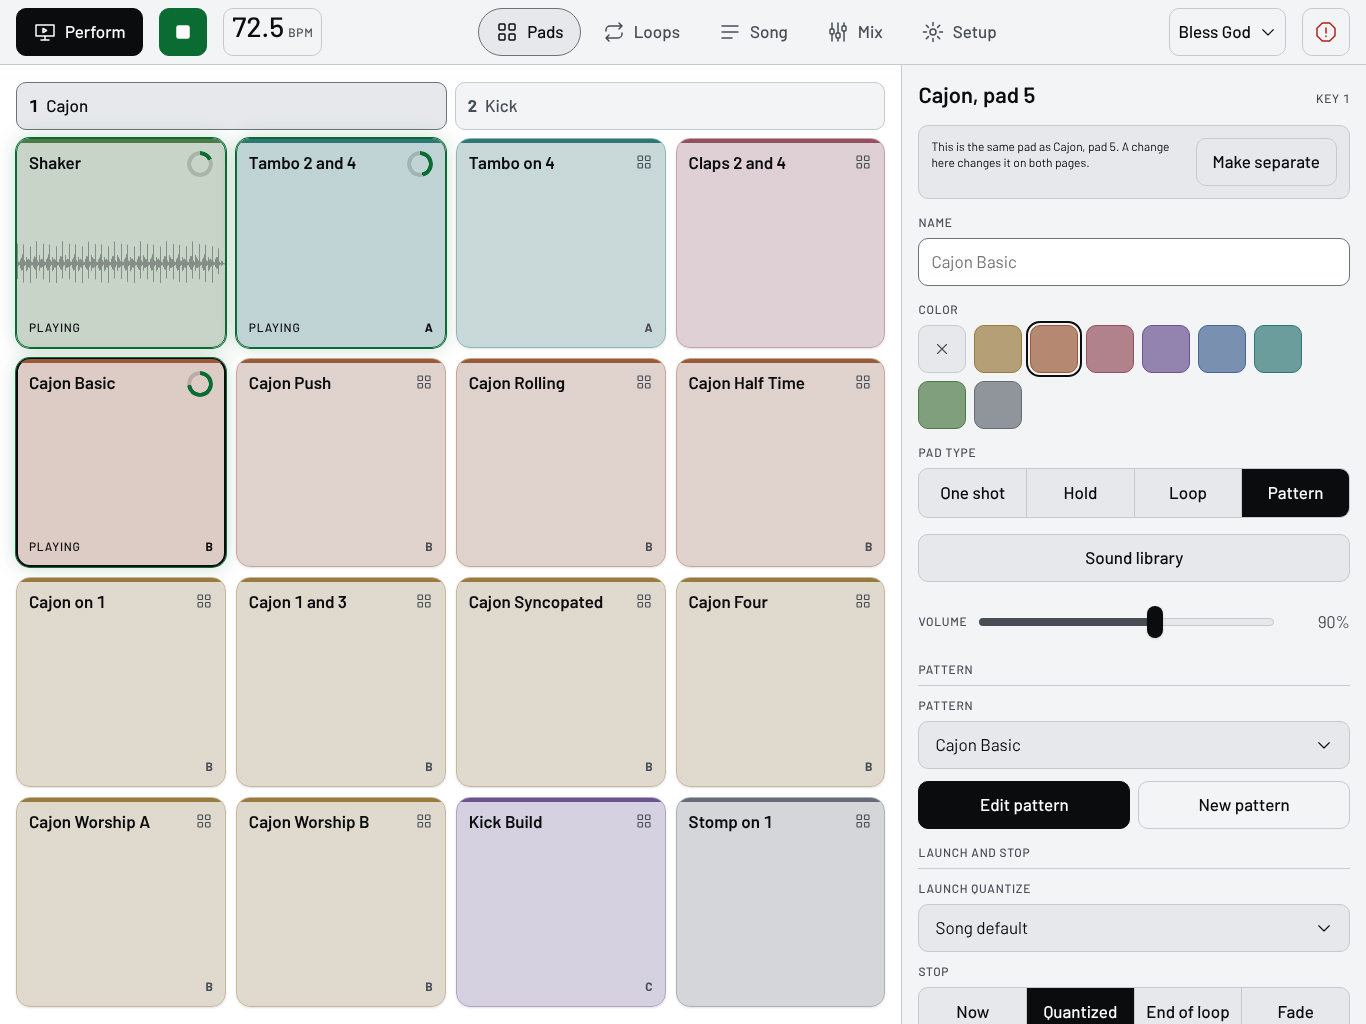 Perform
72.5 BPM
Pads
Loops
Song
Mix
Setup
Bless God
1 Cajon
2 Kick
Shaker
PLAYING
Tambo 2 and 4
PLAYING
A
Tambo on 4
A
Claps 2 and 4
Cajon Basic
PLAYING
B
Cajon Push
B
Cajon Rolling
B
Cajon Half Time
B
Cajon on 1
B
Cajon 1 and 3
B
Cajon Syncopated
B
Cajon Four
B
Cajon Worship A
B
Cajon Worship B
B
Kick Build
C
Stomp on 1
Cajon, pad 5
KEY 1
This is the same pad as Cajon, pad 5. A change
here changes it on both pages.
Make separate
NAME
Cajon Basic
COLOR
PAD TYPE
One shot
Hold
Loop
Pattern
Sound library
VOLUME
90%
PATTERN
PATTERN
Cajon Basic
Edit pattern
New pattern
LAUNCH AND STOP
LAUNCH QUANTIZE
Song default
STOP
Now
Quantized
End of loop
Fade